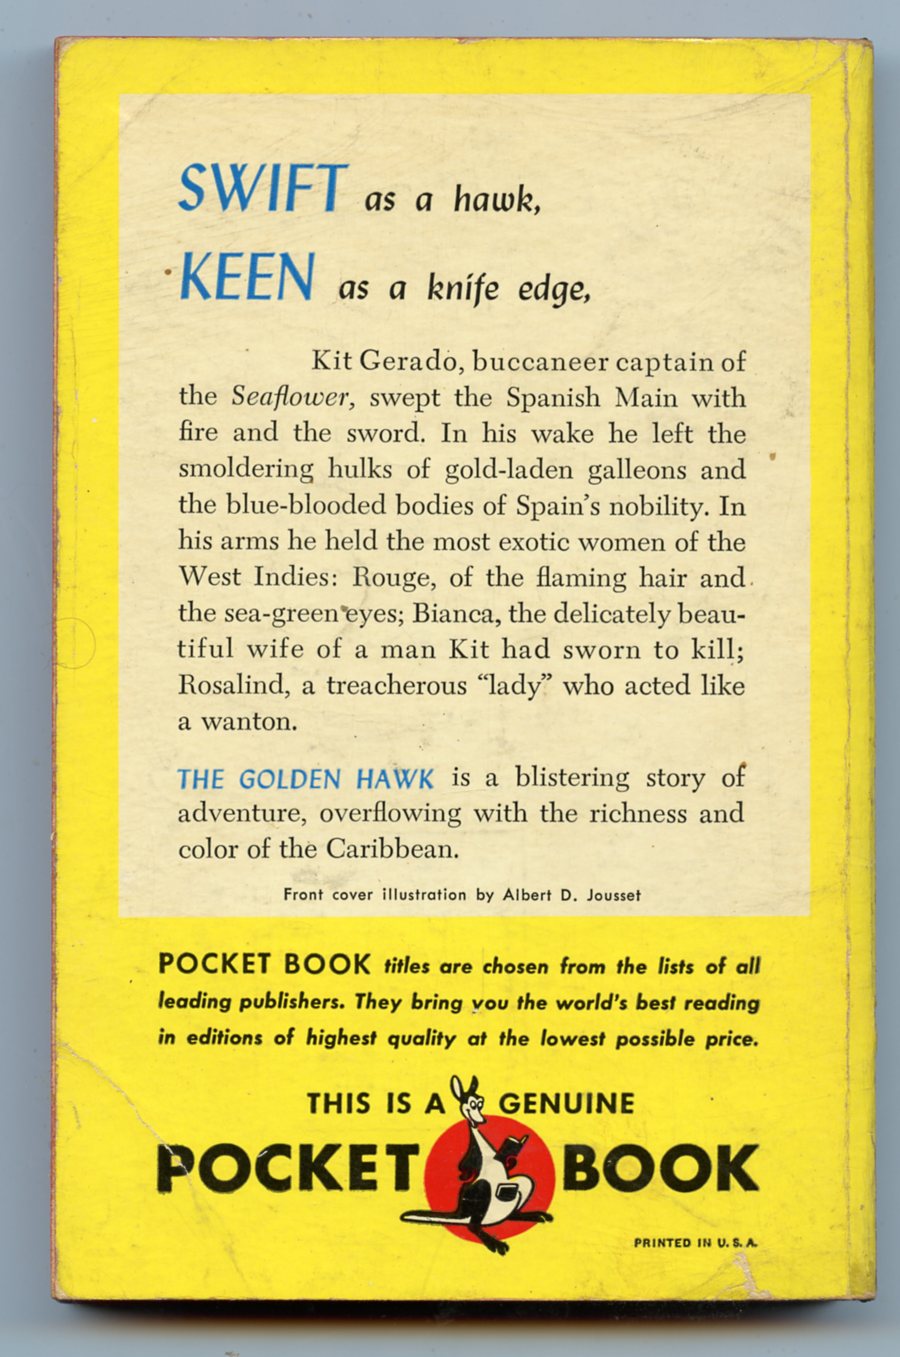 SWIFT as a hawk,
KEEN as a knife edge,
Kit Gerado, buccaneer captain of
the Seaflower, swept the Spanish Main with
fire and the sword. In his wake he left the
smoldering hulks of gold-laden galleons and
the blue-blooded bodies of Spain's nobility. In
his arms he held the most exotic women of the
West Indies: Rouge, of the flaming hair and
the sea-green eyes; Bianca, the delicately beau-
tiful wife of a man Kit had sworn to kill;
Rosalind, a treacherous “lady” who acted like
a wanton.
THE GOLDEN HAWK is a blistering story of
adventure, overflowing with the richness and
color of the Caribbean.
Front cover illustration by Albert D. Jousset
POCKET BOOK titles are chosen from the lists of all
leading publishers. They bring you the world's best reading
in editions of highest quality at the lowest possible price.
THIS IS A GENUINE
POCKET BOOK
PRINTED IN U. S. A.